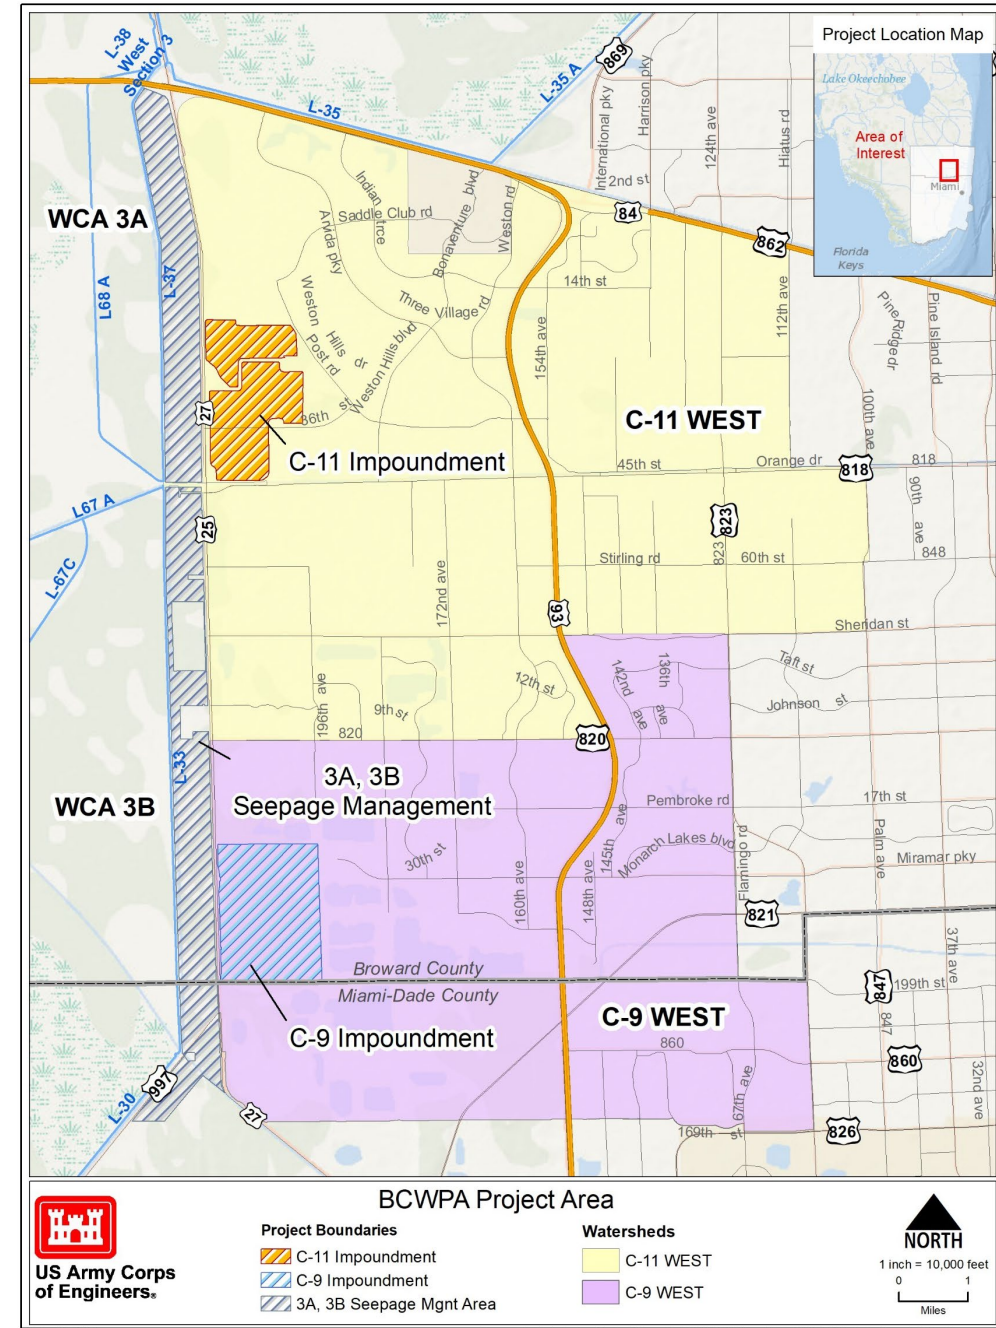 L-38
West
Section 3
869
L-35 A
L-35
International pky
Harrison pky
124th ave
Hiatus rd
2nd st
Project Location Map
Lake Okeechobee
Area of
Interest
Miami
Florida
Keys
WCA 3A
L68 A
L-37
Indian
trce
Saddle Club rd
Arvida pky
Bonaventure blvd
Weston rd
84
862
14th st
Three Village rd
Weston
Hills
dr
Post rd
Weston Hills blvd
154th ave
112th ave
Pine Ridge dr
Pine Island rd
100th ave
27
36th st
C-11 WEST
C-11 Impoundment
45th st
Orange dr
818
818
L67 A
25
823
823
90th
ave
848
L-67C
172nd ave
Stirling rd
60th st
93
Sheridan st
Taft st
136th
ave
142nd
ave
12th st
Johnson st
196th ave
9th st
820
820
L-33
3A, 3B
Seepage Management
WCA 3B
Pembroke rd
17th st
145th ave
Monarch Lakes blvd
Flamingo rd
Palm ave
Miramar pky
30th st
160th ave
148th ave
821
Broward County
Miami-Dade County
37th ave
847
847
199th st
C-9 WEST
C-9 Impoundment
860
860
67th ave
32nd ave
997
L-30
27
169th st
826
BCWPA Project Area
US Army Corps
of Engineers®
Project Boundaries
C-11 Impoundment
C-9 Impoundment
3A, 3B Seepage Mgnt Area
Watersheds
C-11 WEST
C-9 WEST
NORTH
1 inch = 10,000 feet
0 1
Miles